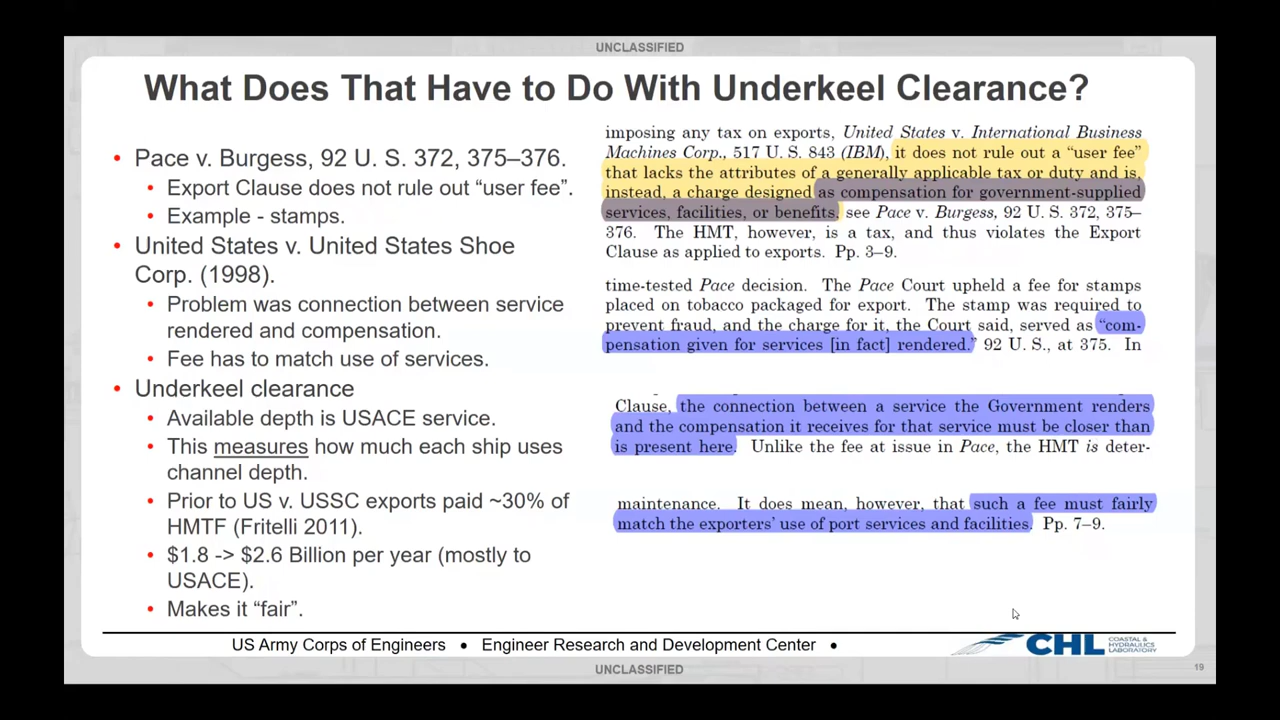 UNCLASSIFIED
What Does That Have to Do With Underkeel Clearance?
• Pace v. Burgess, 92 U. S. 372, 375–376.
• Export Clause does not rule out “user fee”.
• Example - stamps.
• United States v. United States Shoe
Corp. (1998).
• Problem was connection between service
rendered and compensation.
• Fee has to match use of services.
• Underkeel clearance
• Available depth is USACE service.
• This measures how much each ship uses
channel depth.
• Prior to US v. USSC exports paid ~30% of
HMTF (Fritelli 2011).
• $1.8 -> $2.6 Billion per year (mostly to
USACE).
• Makes it “fair”.
imposing any tax on exports, United States v. International Business
Machines Corp., 517 U. S. 843 (IBM), it does not rule out a “user fee”
that lacks the attributes of a generally applicable tax or duty and is,
instead, a charge designed as compensation for government-supplied
services, facilities, or benefits, see Pace v. Burgess, 92 U. S. 372, 375–
376. The HMT, however, is a tax, and thus violates the Export
Clause as applied to exports. Pp. 3–9.
time-tested Pace decision. The Pace Court upheld a fee for stamps
placed on tobacco packaged for export. The stamp was required to
prevent fraud, and the charge for it, the Court said, served as “com-
pensation given for services [in fact] rendered.” 92 U. S., at 375. In
Clause, the connection between a service the Government renders
and the compensation it receives for that service must be closer than
is present here. Unlike the fee at issue in Pace, the HMT is deter-
maintenance. It does mean, however, that such a fee must fairly
match the exporters’ use of port services and facilities. Pp. 7–9.
US Army Corps of Engineers • Engineer Research and Development Center •
CHL COASTAL &
HYDRAULICS
LABORATORY
UNCLASSIFIED
19